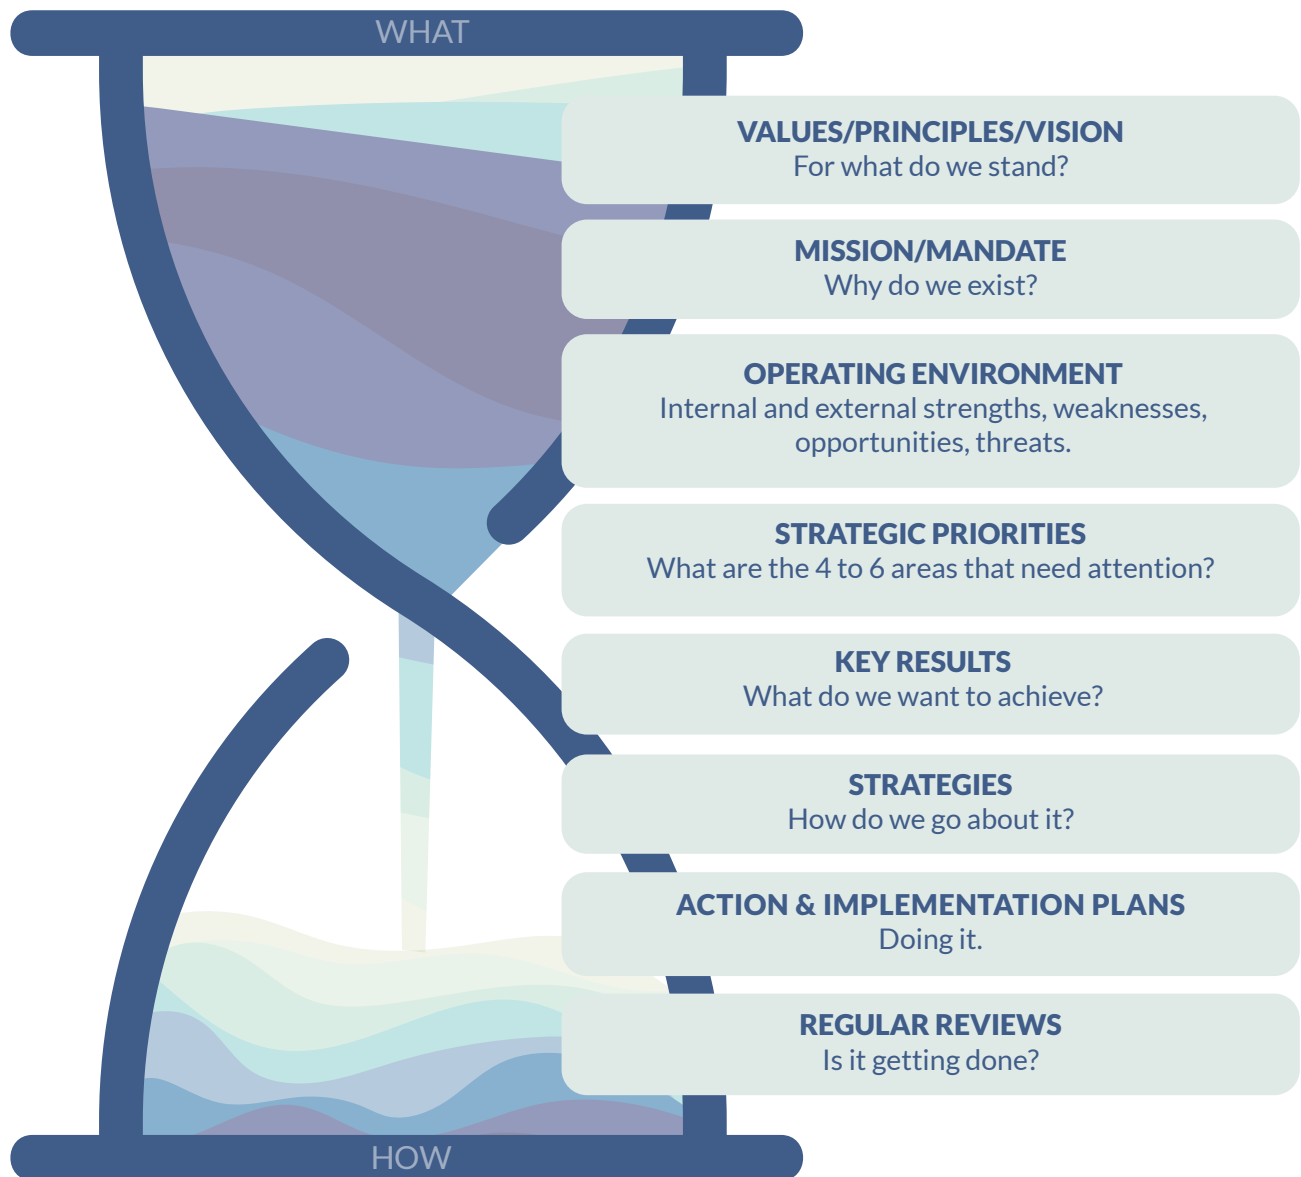 WHAT
VALUES/PRINCIPLES/VISION
For what do we stand?
MISSION/MANDATE
Why do we exist?
OPERATING ENVIRONMENT
Internal and external strengths, weaknesses,
opportunities, threats.
STRATEGIC PRIORITIES
What are the 4 to 6 areas that need attention?
KEY RESULTS
What do we want to achieve?
STRATEGIES
How do we go about it?
ACTION & IMPLEMENTATION PLANS
Doing it.
REGULAR REVIEWS
Is it getting done?
HOW